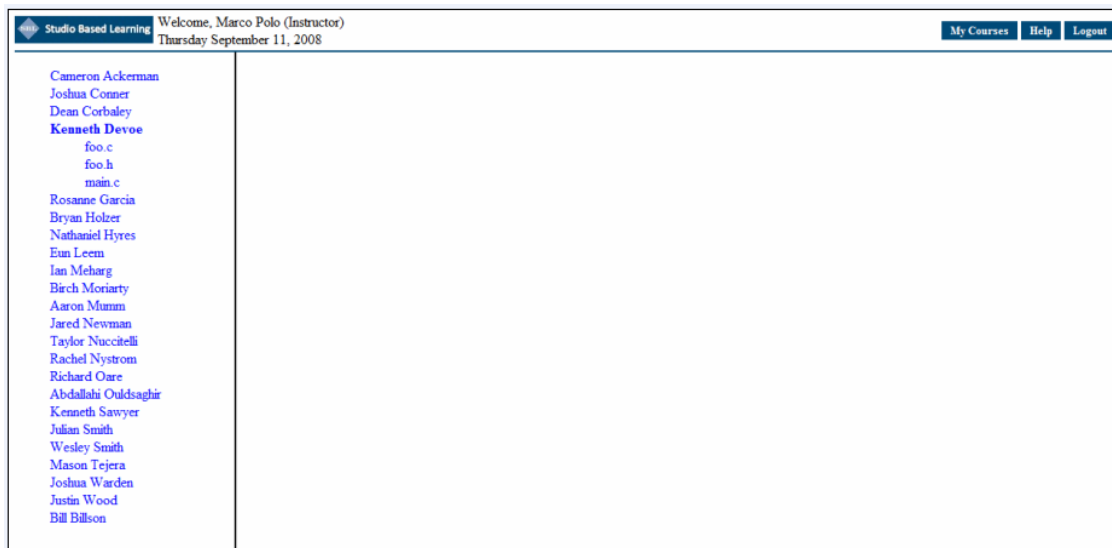 Studio Based Learning
Welcome, Marco Polo (Instructor)
Thursday September 11, 2008
My Courses Help Logout
Cameron Ackerman
Joshua Conner
Dean Corbaley
Kenneth Devoe
foo.c
foo.h
main.c
Rosanne Garcia
Bryan Holzer
Nathaniel Hyres
Eun Leem
Ian Meharg
Birch Moriarty
Aaron Mumm
Jared Newman
Taylor Nuccitelli
Rachel Nystrom
Richard Oare
Abdallahi Ouldsaghir
Kenneth Sawyer
Julian Smith
Wesley Smith
Mason Tejera
Joshua Warden
Justin Wood
Bill Billson